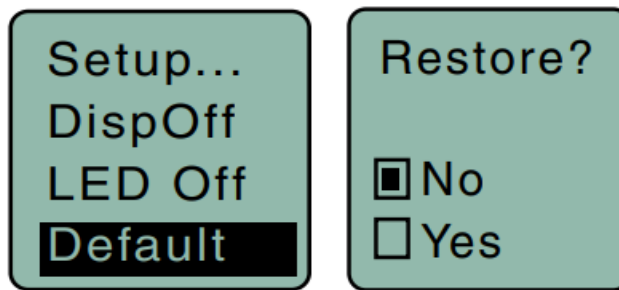 Setup...
DispOff
LED Off
Default
Restore?
No
Yes